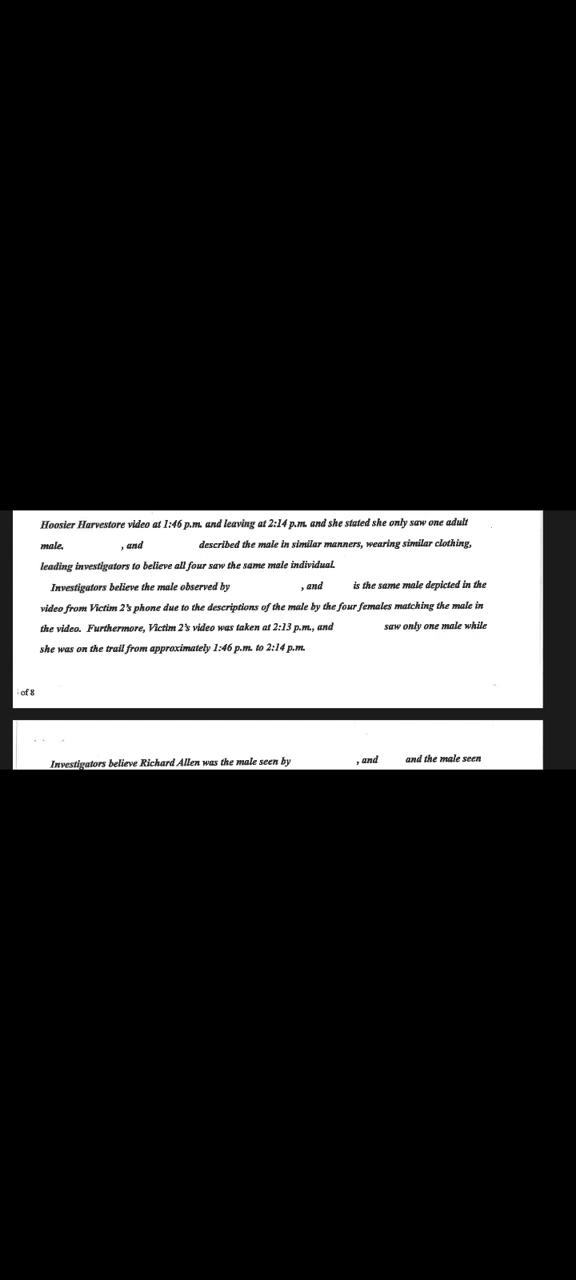 Hoosier Harvestore video at 1:46 p.m. and leaving at 2:14 p.m. and she stated she only saw one adult
male. , and described the male in similar manners, wearing similar clothing,
leading investigators to believe all four saw the same male individual.
Investigators believe the male observed by , and is the same male depicted in the
video from Victim 2's phone due to the descriptions of the male by the four females matching the male in
the video. Furthermore, Victim 2's video was taken at 2:13 p.m., and saw only one male while
she was on the trail from approximately 1:46 p.m. to 2:14 p.m.
of 8
Investigators believe Richard Allen was the male seen by , and and the male seen